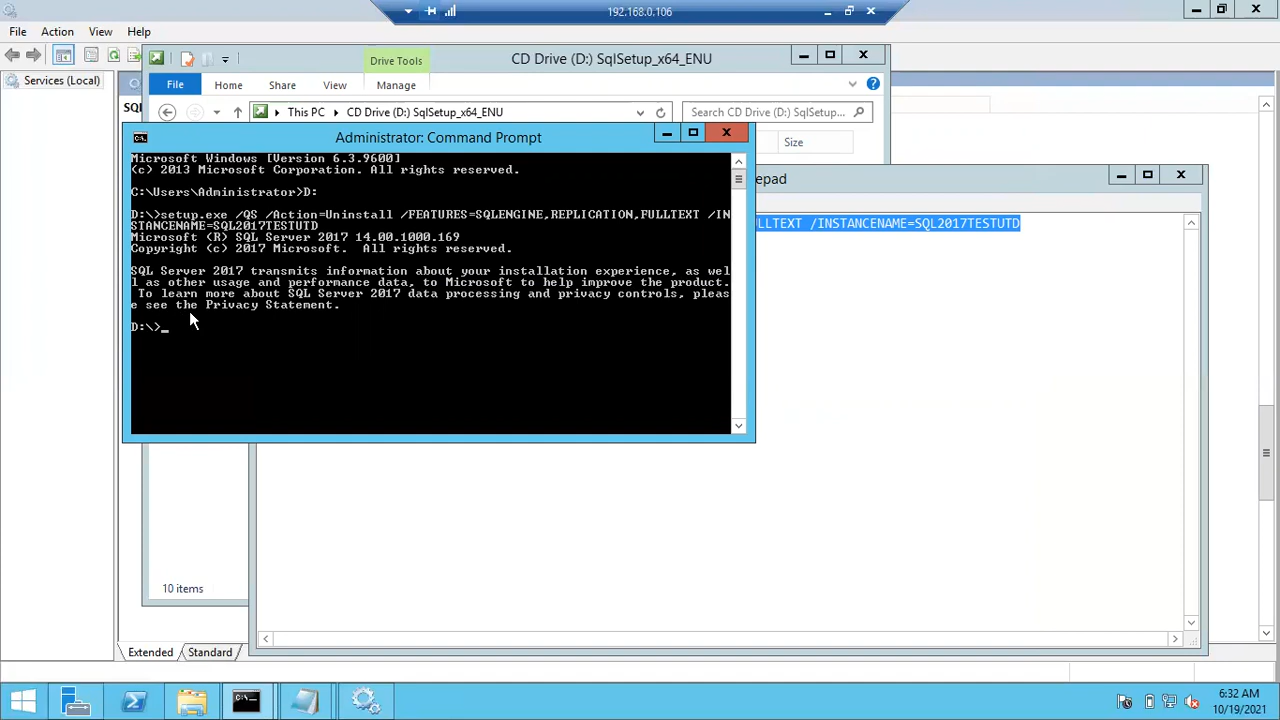 192.168.0.106
File Action View Help
CD Drive (D:) SqlSetup_x64_ENU
Drive Tools
File Home Share View Manage
Services (Local)
This PC CD Drive (D:) SqlSetup_x64_ENU
Search CD Drive (D:) SqlSetup...
SQ
Size
Administrator: Command Prompt
Microsoft Windows [Version 6.3.9600]
(c) 2013 Microsoft Corporation. All rights reserved.
C:\Users\Administrator>D:
D:\>setup.exe /QS /Action=Uninstall /FEATURES=SQLENGINE,REPLICATION,FULLTEXT /IN
STANCENAME=SQL2017TESTUTD
Microsoft (R) SQL Server 2017 14.00.1000.169
Copyright (c) 2017 Microsoft.  All rights reserved.
SQL Server 2017 transmits information about your installation experience, as wel
l as other usage and performance data, to Microsoft to help improve the product.
 To learn more about SQL Server 2017 data processing and privacy controls, pleas
e see the Privacy Statement.
D:\>_
epad
LLTEXT /INSTANCENAME=SQL2017TESTUTD
10 items
Extended Standard
6:32 AM
10/19/2021